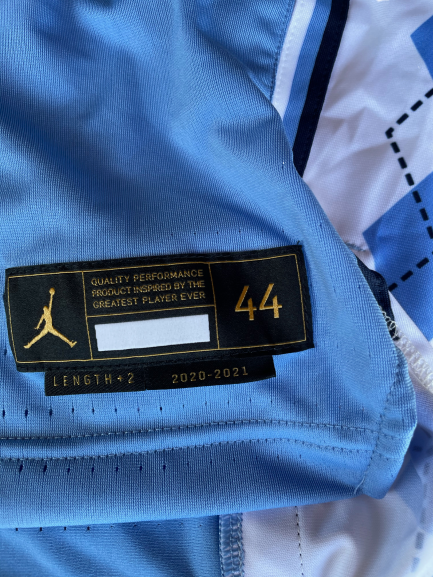 QUALITY PERFORMANCE
PRODUCT INSPIRED BY THE
GREATEST PLAYER EVER
44
LENGTH+2 2020-2021